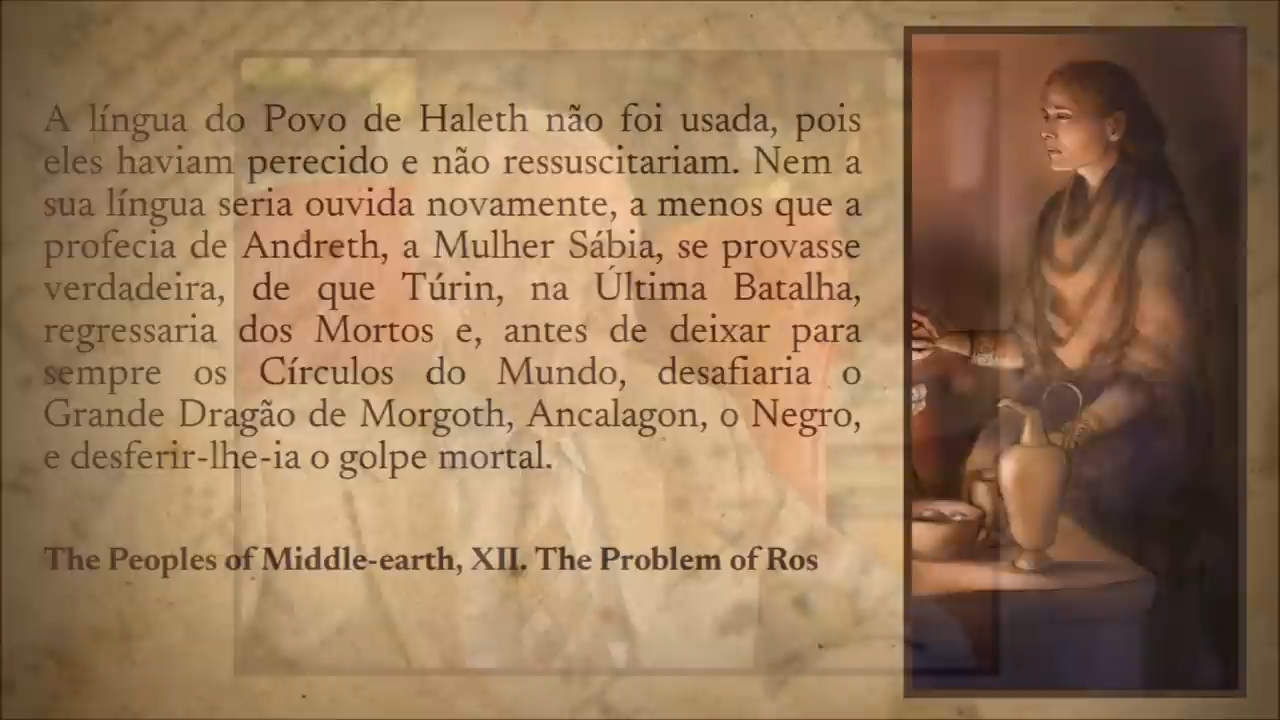 A língua do Povo de Haleth não foi usada, pois
eles haviam perecido e não ressuscitariam. Nem a
sua língua seria ouvida novamente, a menos que a
profecia de Andreth, a Mulher Sábia, se provasse
verdadeira, de que Túrin, na Última Batalha,
regressaria dos Mortos e, antes de deixar para
sempre os Círculos do Mundo, desafiaria o
Grande Dragão de Morgoth, Ancalagon, o Negro,
e desferir-lhe-ia o golpe mortal.
The Peoples of Middle-earth, XII. The Problem of Ros